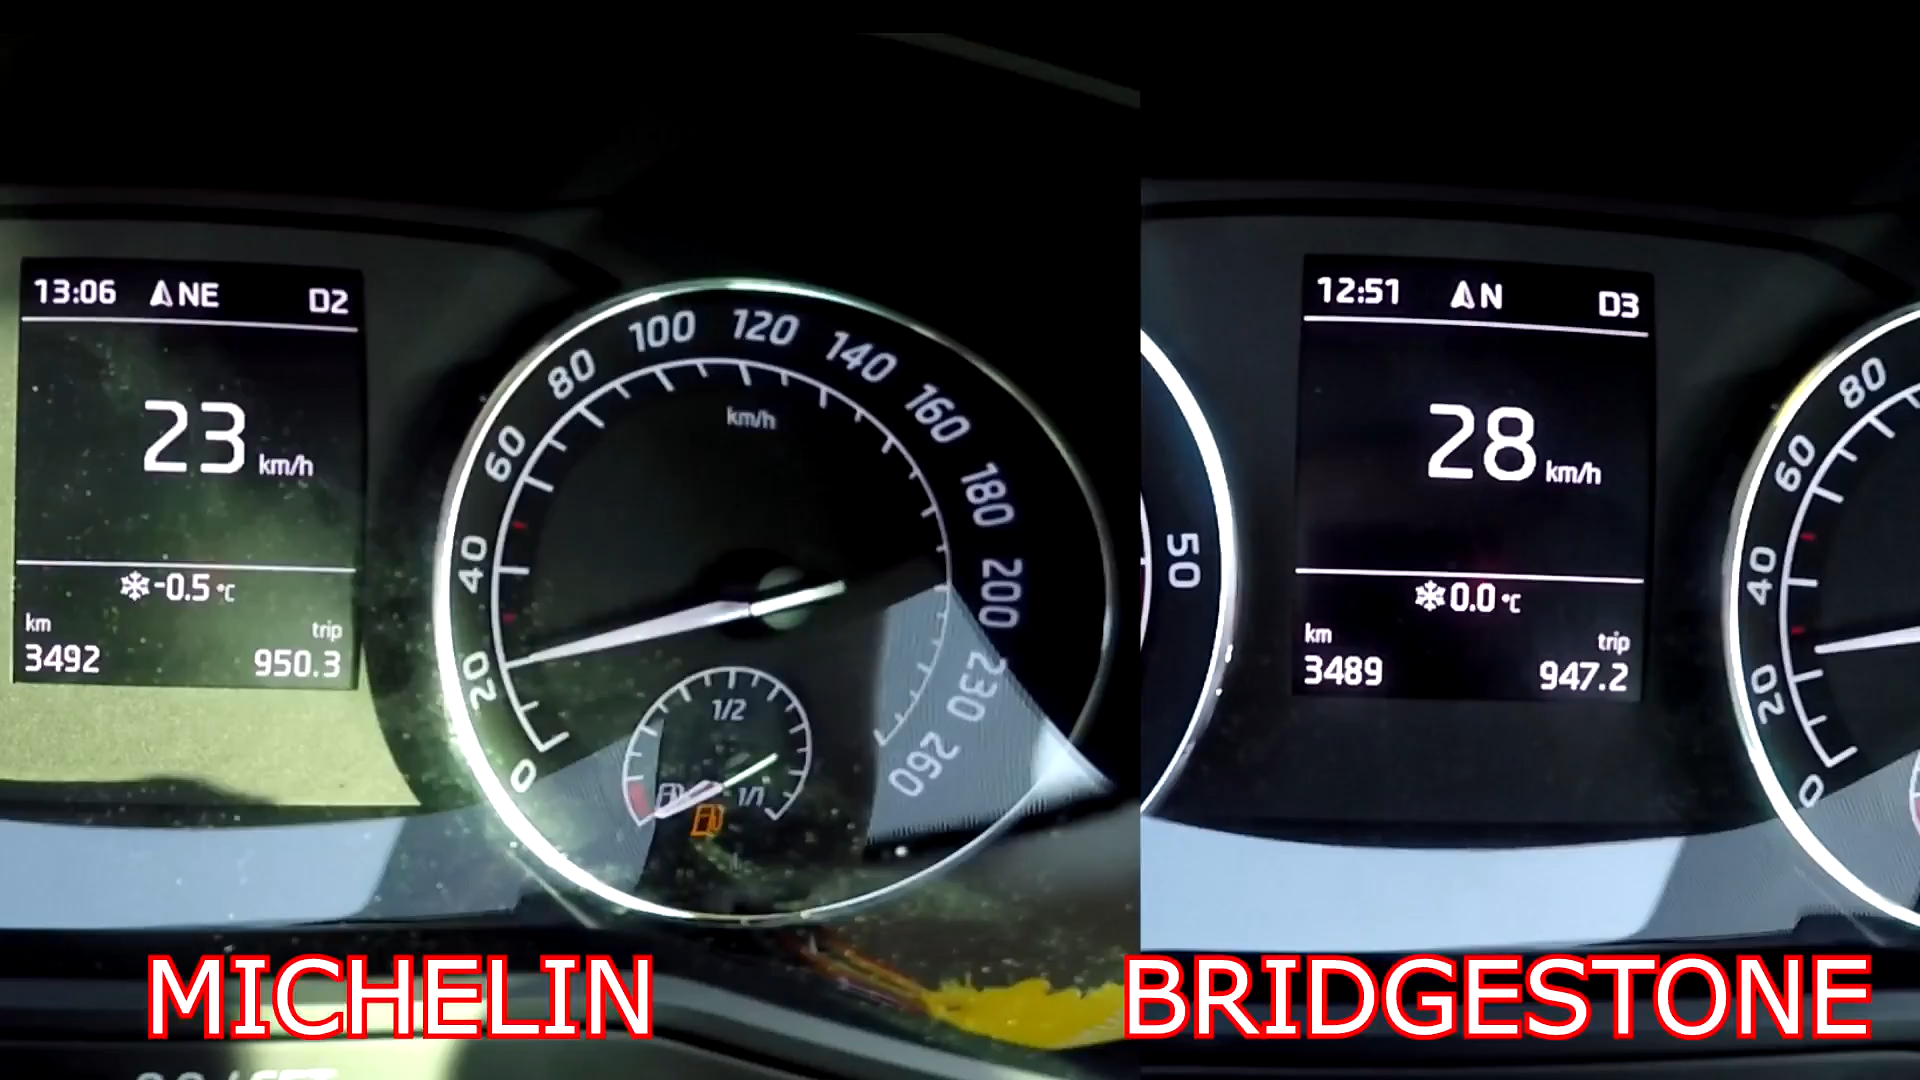 13:06 NE D2
23 km/h
-0.5 °C
km trip
3492 950.3
0 20 40 60 80 100 120 140 160 180 200 230 260
km/h
1/2
1/1
MICHELIN
50
12:51 N D3
28 km/h
0.0 °C
km trip
3489 947.2
0 20 40 60 80
BRIDGESTONE